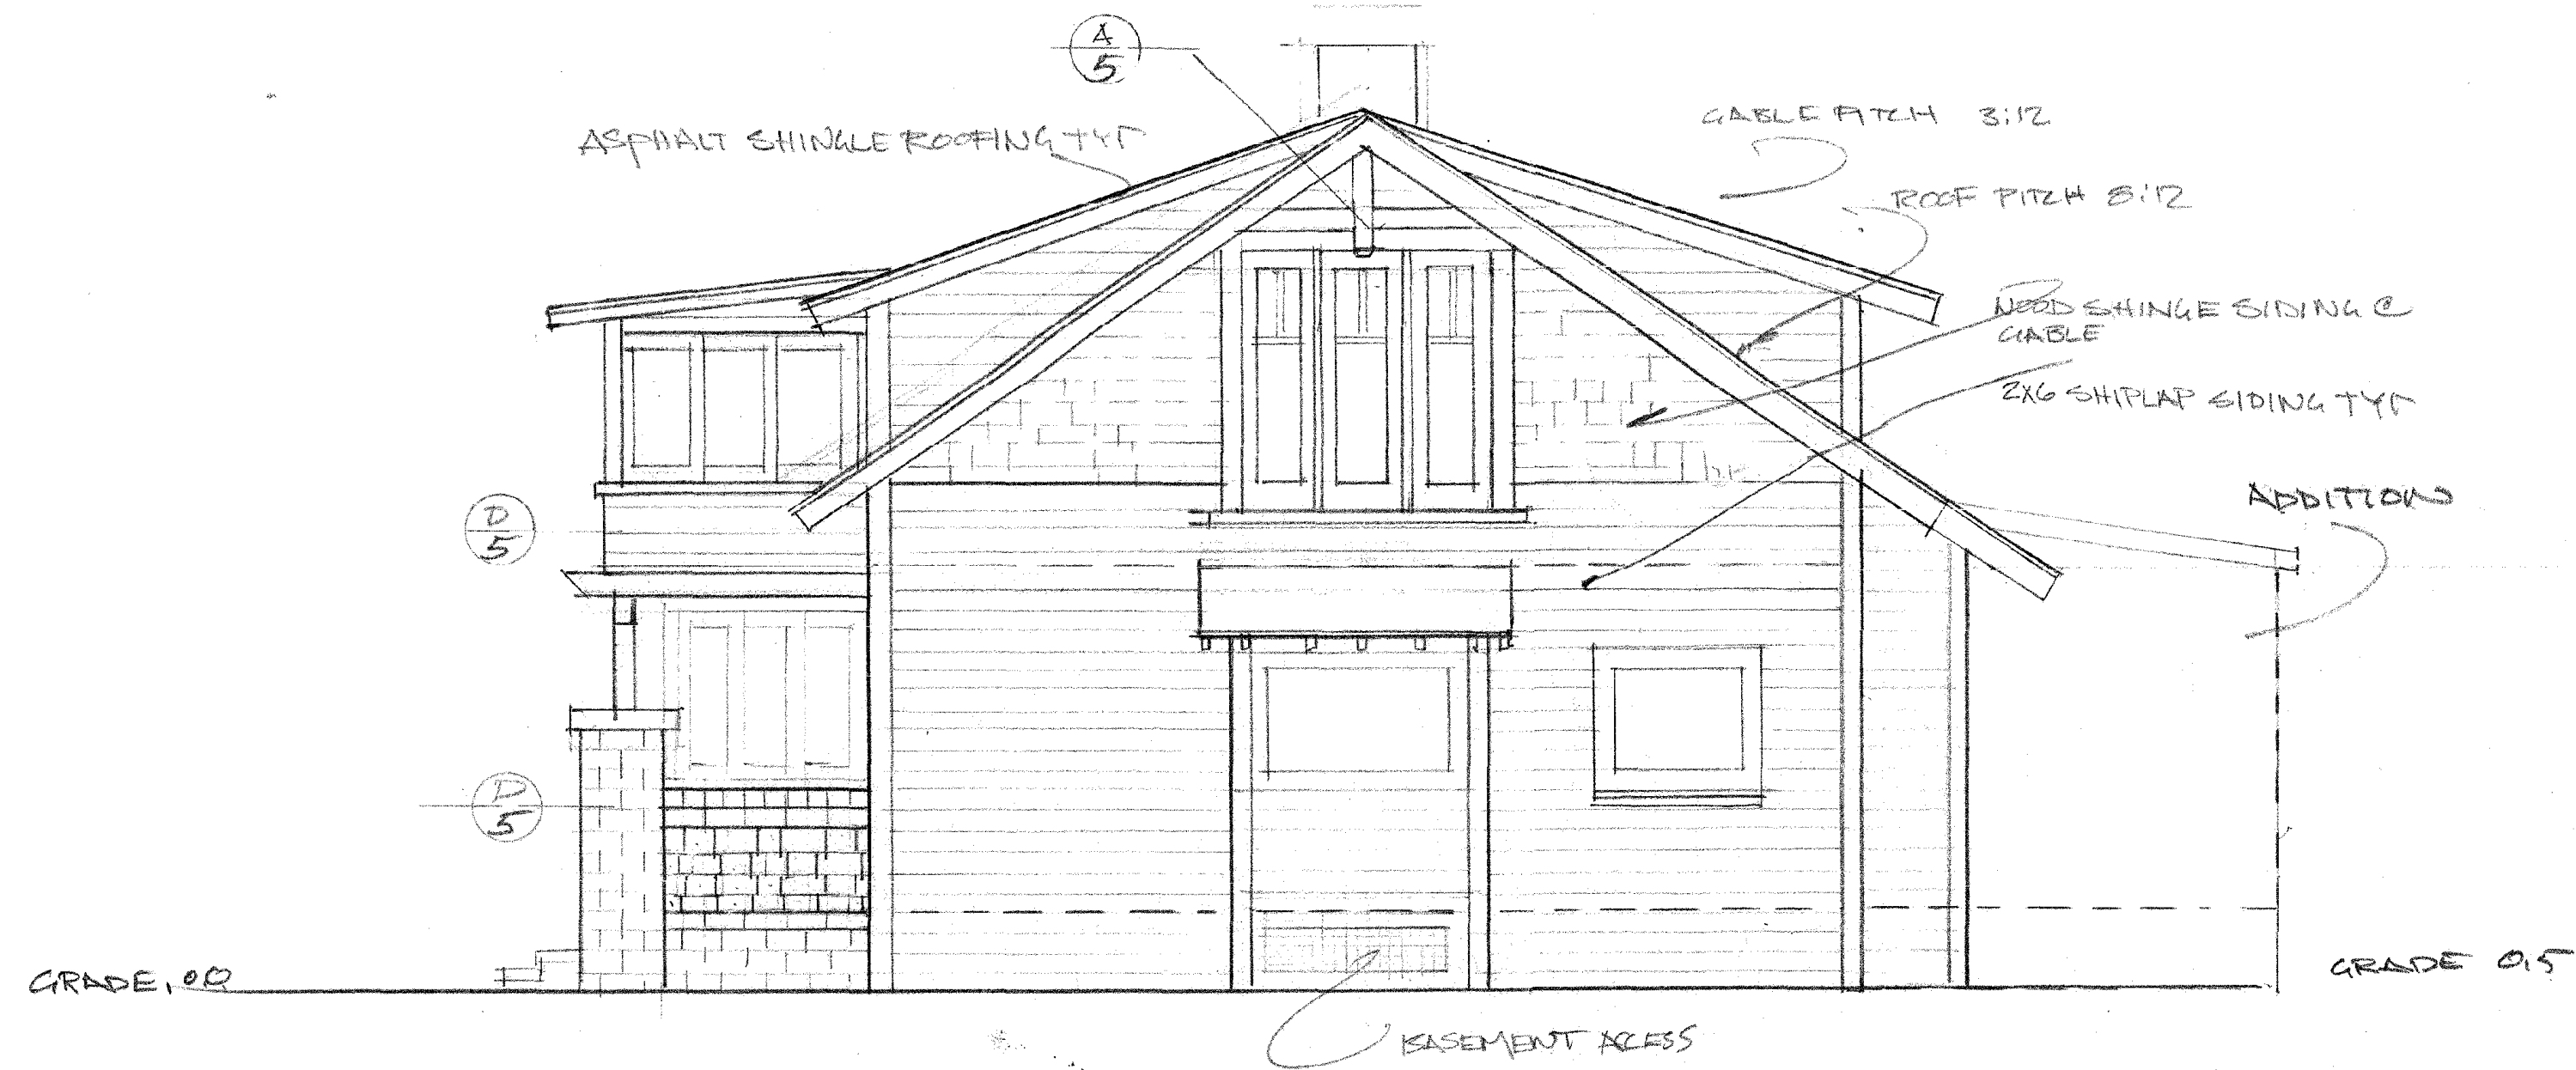 A
5
ASPHALT SHINGLE ROOFING TYP
GABLE PITCH 3:12
ROOF PITCH 8:12
WOOD SHINGE SIDING @
GABLE
2X6 SHIPLAP SIDING TYP
ADDITION
D
5
D
5
GRADE, 0.0
GRADE 0.5
BASEMENT ACCESS